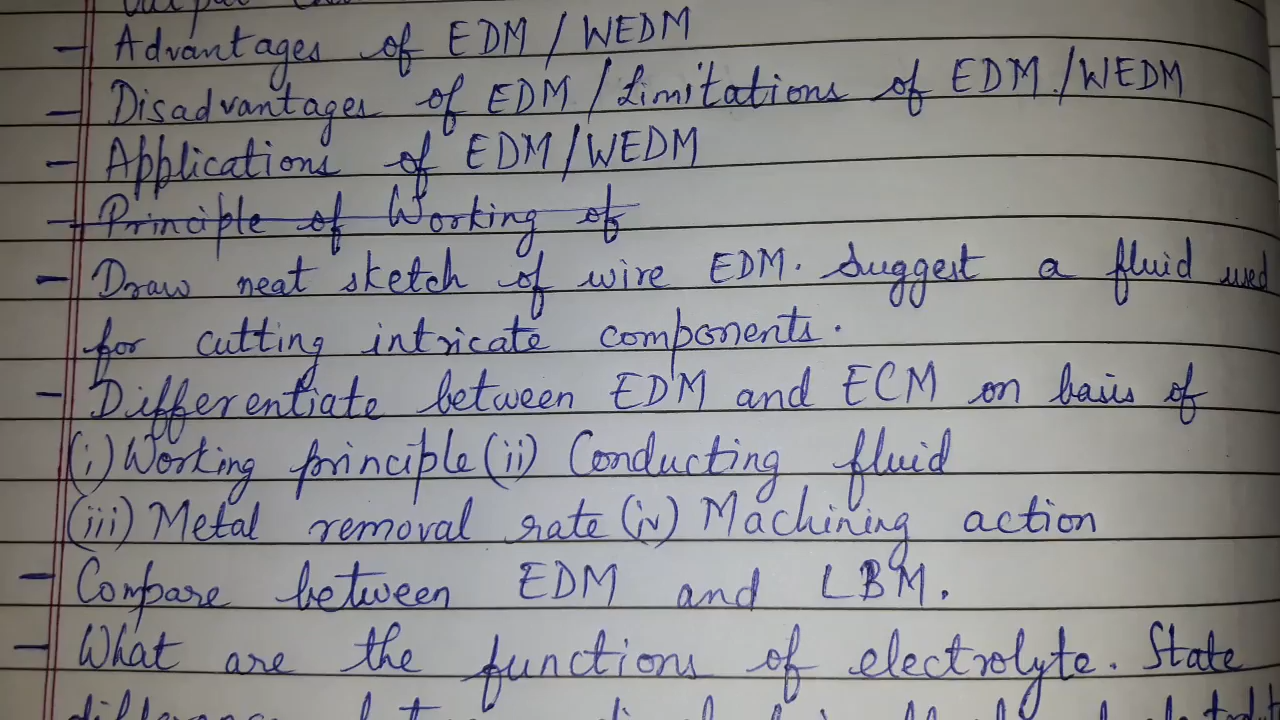 - Advantages of EDM / WEDM
- Disadvantages of EDM / Limitations of EDM./WEDM
- Applications of EDM/WEDM
- Principle of Working of
- Draw neat sketch of wire EDM. Suggest a fluid used
for cutting intricate components.
- Differentiate between EDM and ECM on basis of
(i) Working principle (ii) Conducting fluid
(iii) Metal removal rate (iv) Machining action
- Compare between EDM and LBM.
- What are the functions of electrolyte. State